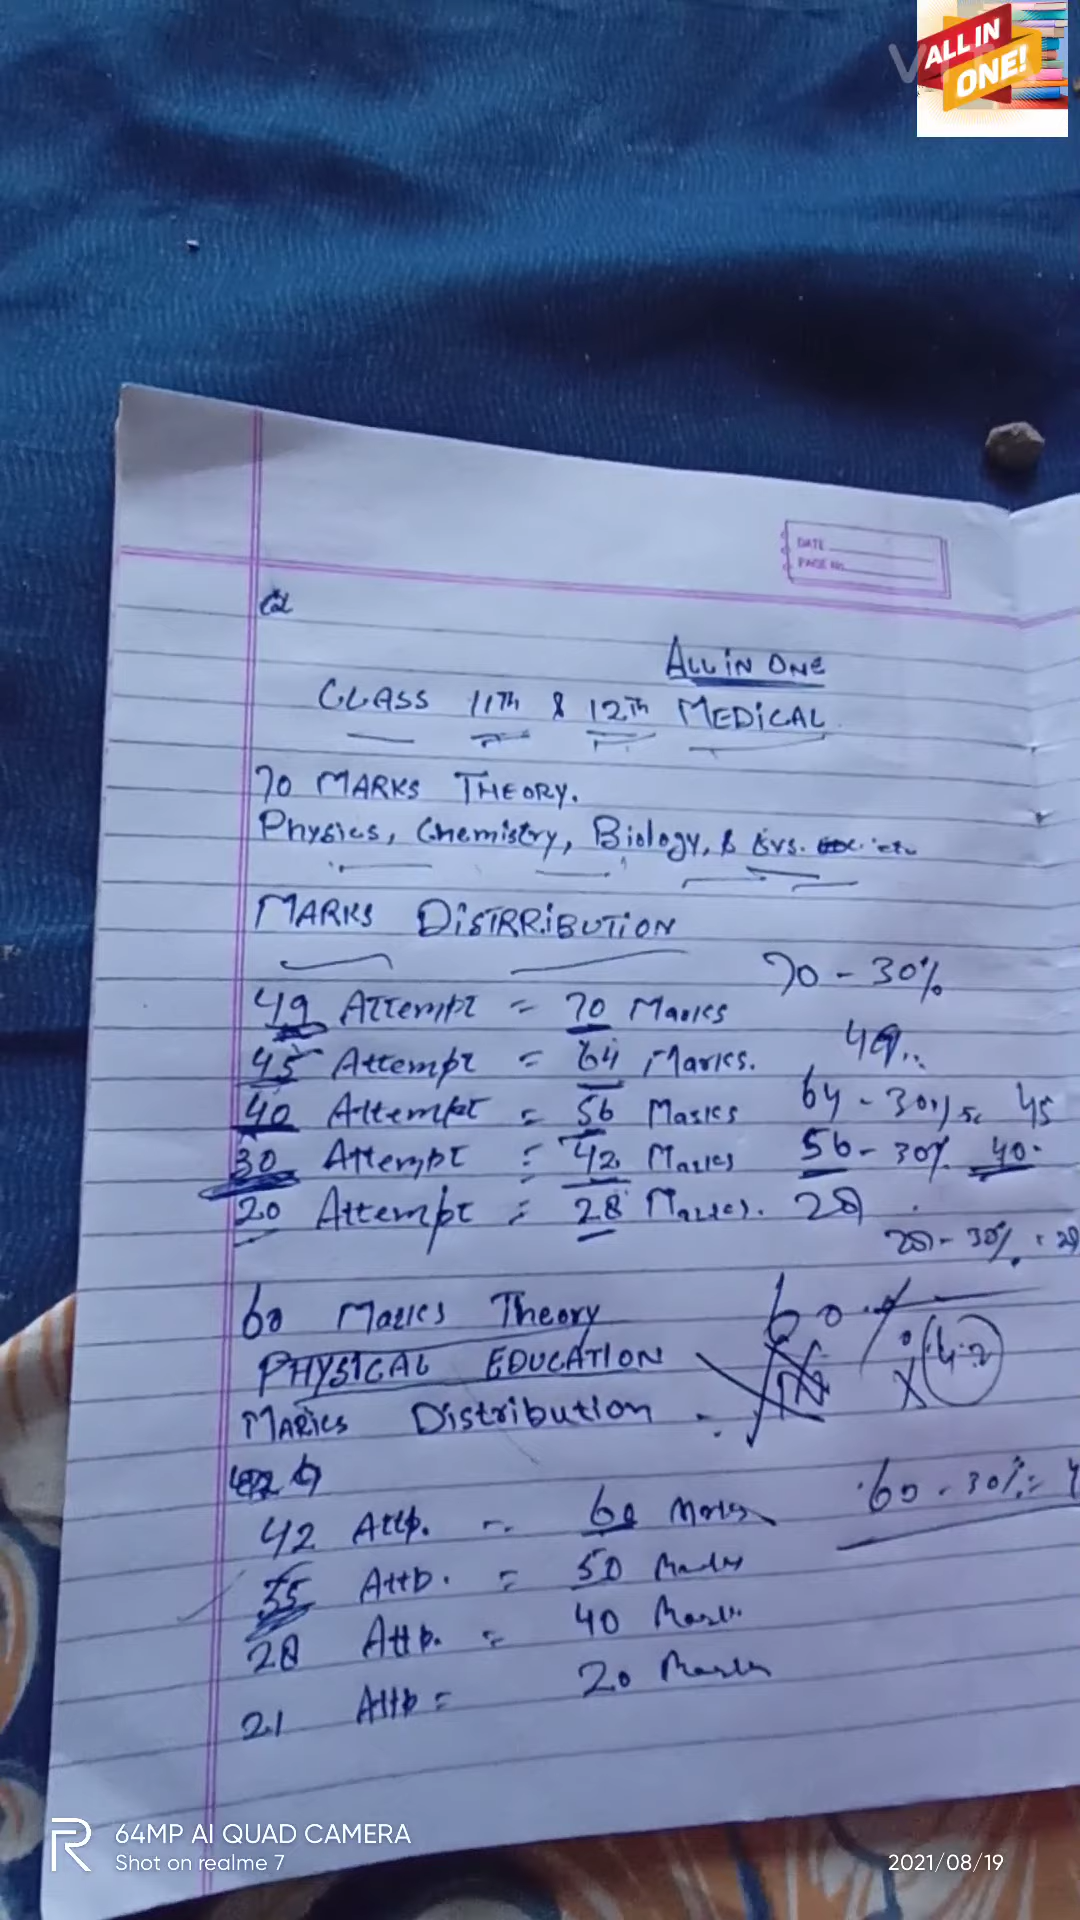 ALL IN
ONE!
DATE
PAGE No.
ALL iN ONE
CLASS 11TH & 12TH MEDiCAL
70 MARKS THEORY.
Physics, Chemistry, Biology, & Evs. etc
MARKS DiSTRRiBUTiON
70 - 30%
49 Attempt = 70 Marks
49..
45 Attempt = 64 Marks.
64 - 30% 45
40 Attempt = 56 Marks
56 - 30% 40.
30 Attempt = 42 Marks
20 Attempt = 28 Marks. 28
28 - 30% =
60 Marks Theory
60
PHYSICAL EDUCATION
MARKS Distribution
42 Attp. 60 Marks
60 - 30% =
35 Attp. = 50 Marks
28 Attp. = 40 Marks
21 Attp = 20 Marks
64MP AI QUAD CAMERA
Shot on realme 7
2021/08/19